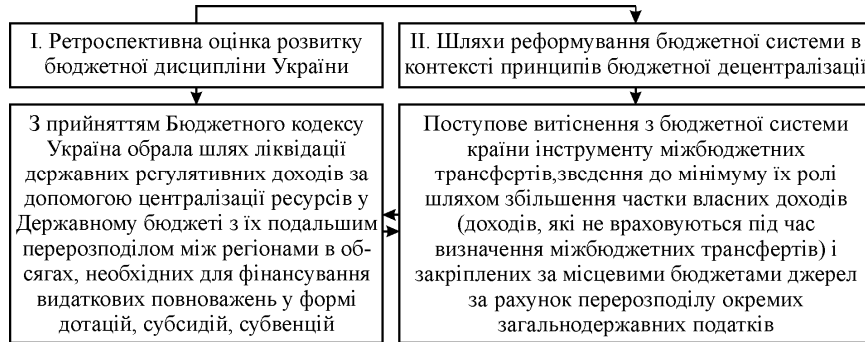 I. Ретроспективна оцінка розвитку
бюджетної дисципліни України
II. Шляхи реформування бюджетної системи в
контексті принципів бюджетної децентралізації
З прийняттям Бюджетного кодексу
Україна обрала шлях ліквідації
державних регулятивних доходів за
допомогою централізації ресурсів у
Державному бюджеті з їх подальшим
перерозподілом між регіонами в об-
сягах, необхідних для фінансування
видаткових повноважень у формі
дотацій, субсидій, субвенцій
Поступове витіснення з бюджетної системи
країни інструменту міжбюджетних
трансфертів,зведення до мінімуму їх ролі
шляхом збільшення частки власних доходів
(доходів, які не враховуються під час
визначення міжбюджетних трансфертів) і
закріплених за місцевими бюджетами джерел
за рахунок перерозподілу окремих
загальнодержавних податків